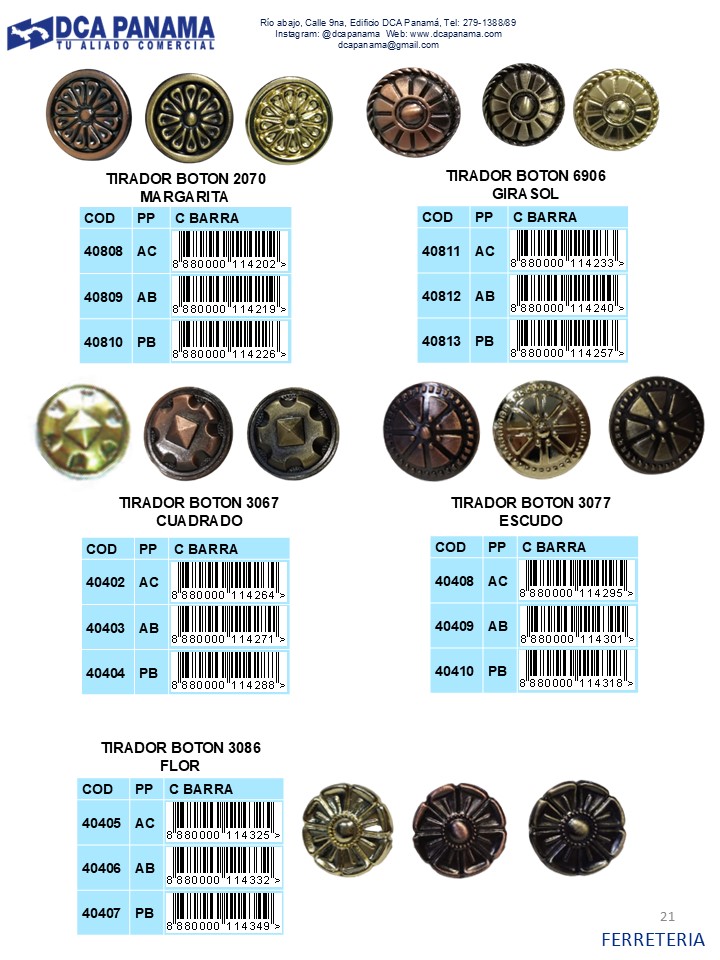 DCA PANAMA
TU ALIADO COMERCIAL
Río abajo, Calle 9na, Edificio DCA Panamá, Tel: 279-1388/89
Instagram: @dcapanama Web: www.dcapanama.com
dcapanama@gmail.com
TIRADOR BOTON 2070
MARGARITA
COD PP C BARRA
40808 AC 8 880000 114202 >
40809 AB 8 880000 114219 >
40810 PB 8 880000 114226 >
TIRADOR BOTON 6906
GIRASOL
COD PP C BARRA
40811 AC 8 880000 114233 >
40812 AB 8 880000 114240 >
40813 PB 8 880000 114257 >
TIRADOR BOTON 3067
CUADRADO
COD PP C BARRA
40402 AC 8 880000 114264 >
40403 AB 8 880000 114271 >
40404 PB 8 880000 114288 >
TIRADOR BOTON 3077
ESCUDO
COD PP C BARRA
40408 AC 8 880000 114295 >
40409 AB 8 880000 114301 >
40410 PB 8 880000 114318 >
TIRADOR BOTON 3086
FLOR
COD PP C BARRA
40405 AC 8 880000 114325 >
40406 AB 8 880000 114332 >
40407 PB 8 880000 114349 >
21
FERRETERIA